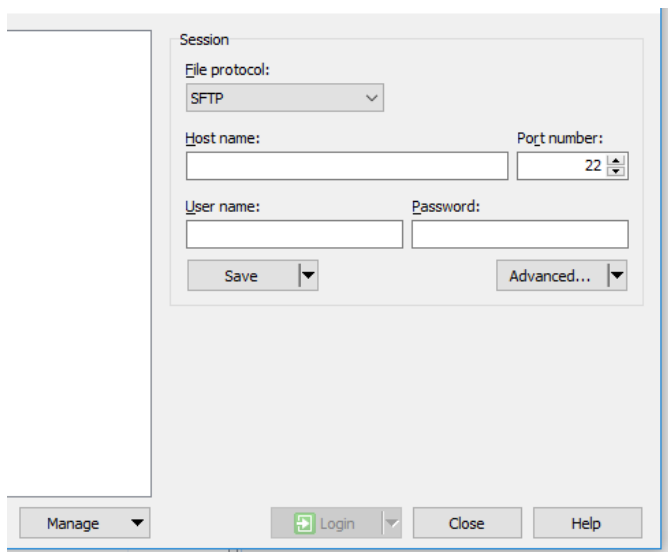 Session
File protocol:
SFTP
Host name:
Port number:
22
User name:
Password:
Save
Advanced...
Manage
Login
Close
Help